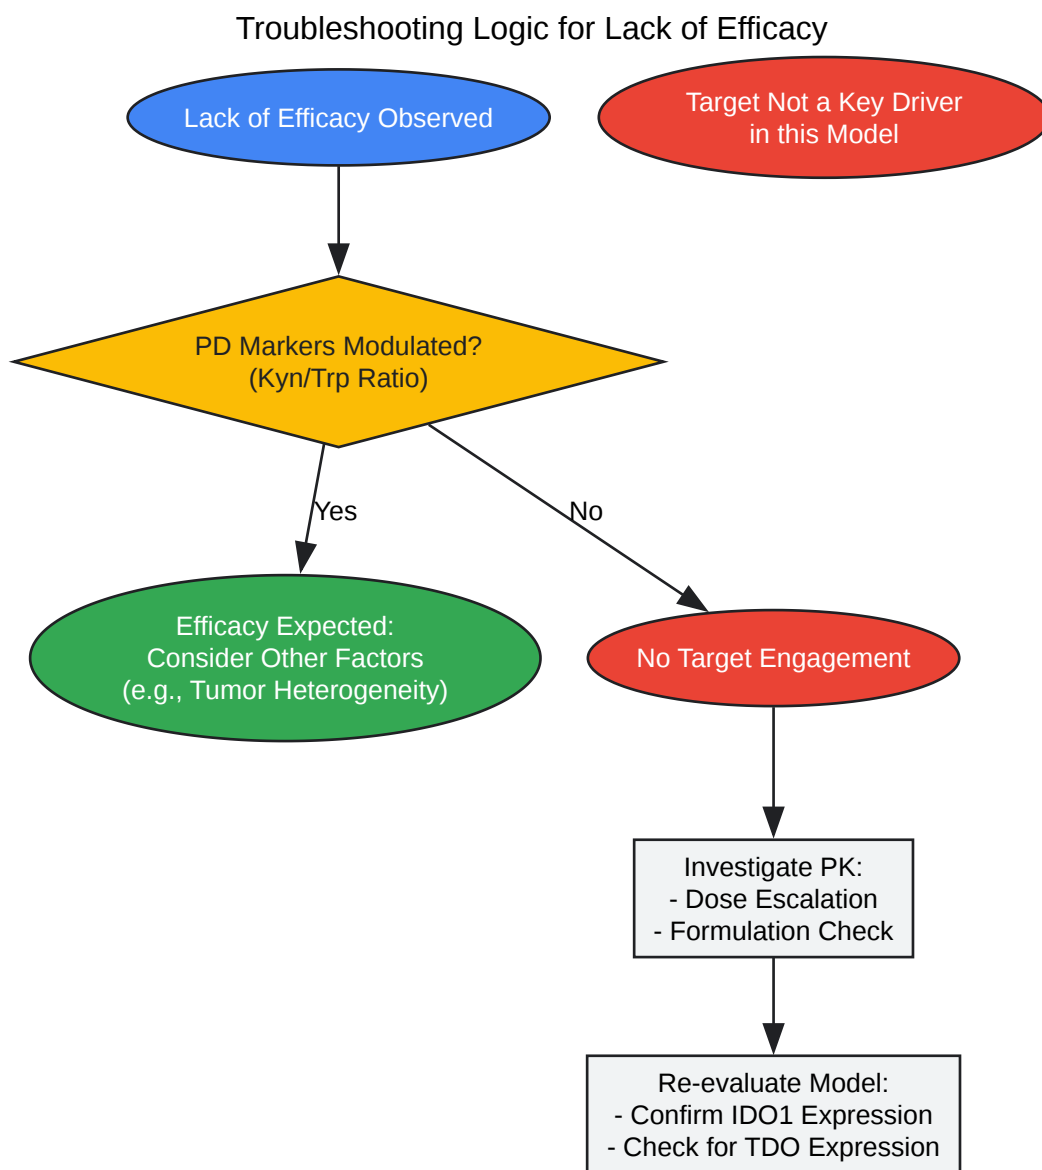 Troubleshooting Logic for Lack of Efficacy
Lack of Efficacy Observed
Target Not a Key Driver
in this Model
PD Markers Modulated?
(Kyn/Trp Ratio)
Yes
No
Efficacy Expected:
Consider Other Factors
(e.g., Tumor Heterogeneity)
No Target Engagement
Investigate PK:
- Dose Escalation
- Formulation Check
Re-evaluate Model:
- Confirm IDO1 Expression
- Check for TDO Expression